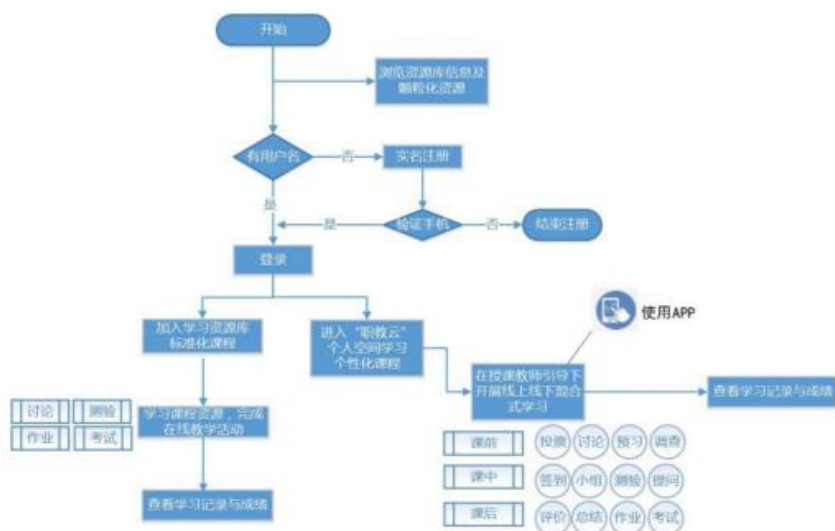 开始
浏览资源库信息及
颗粒化资源
有用户名
否
实名注册
是
是
验证手机
否
结束注册
登录
使用APP
加入学习资源库
标准化课程
进入“职教云”
个人空间学习
个性化课程
在授课教师引导下
开展线上线下混合
式学习
查看学习记录与成绩
讨论
测验
作业
考试
学习课程资源，完成
在线教学活动
查看学习记录与成绩
课前
投票
讨论
预习
调查
课中
签到
小组
测验
提问
课后
评价
总结
作业
考试